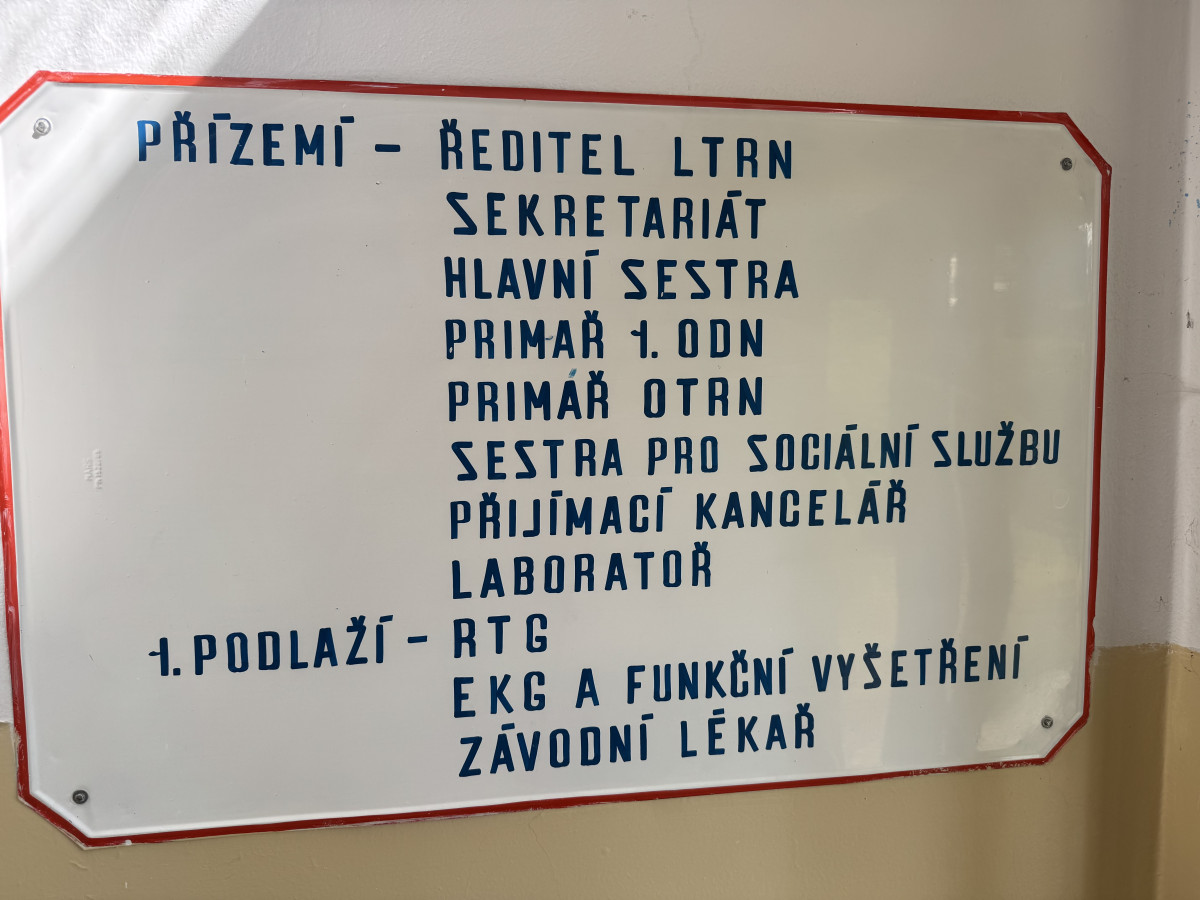 PŘÍZEMÍ - ŘEDITEL LTRN
SEKRETARIÁT
HLAVNÍ SESTRA
PRIMAŘ 1. ODN
PRIMÁŘ OTRN
SESTRA PRO SOCIÁLNÍ SLUŽBU
PŘIJÍMACÍ KANCELÁŘ
LABORATOŘ
1. PODLAŽÍ - RTG
EKG A FUNKČNÍ VYŠETŘENÍ
ZÁVODNÍ LÉKAŘ